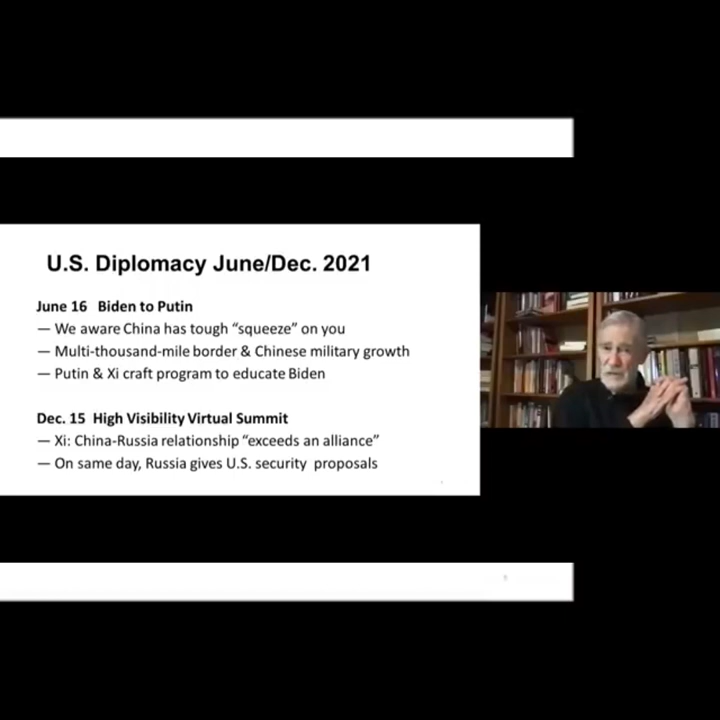 U.S. Diplomacy June/Dec. 2021
June 16 Biden to Putin
— We aware China has tough “squeeze” on you
— Multi-thousand-mile border & Chinese military growth
— Putin & Xi craft program to educate Biden
Dec. 15 High Visibility Virtual Summit
— Xi: China-Russia relationship “exceeds an alliance”
— On same day, Russia gives U.S. security proposals